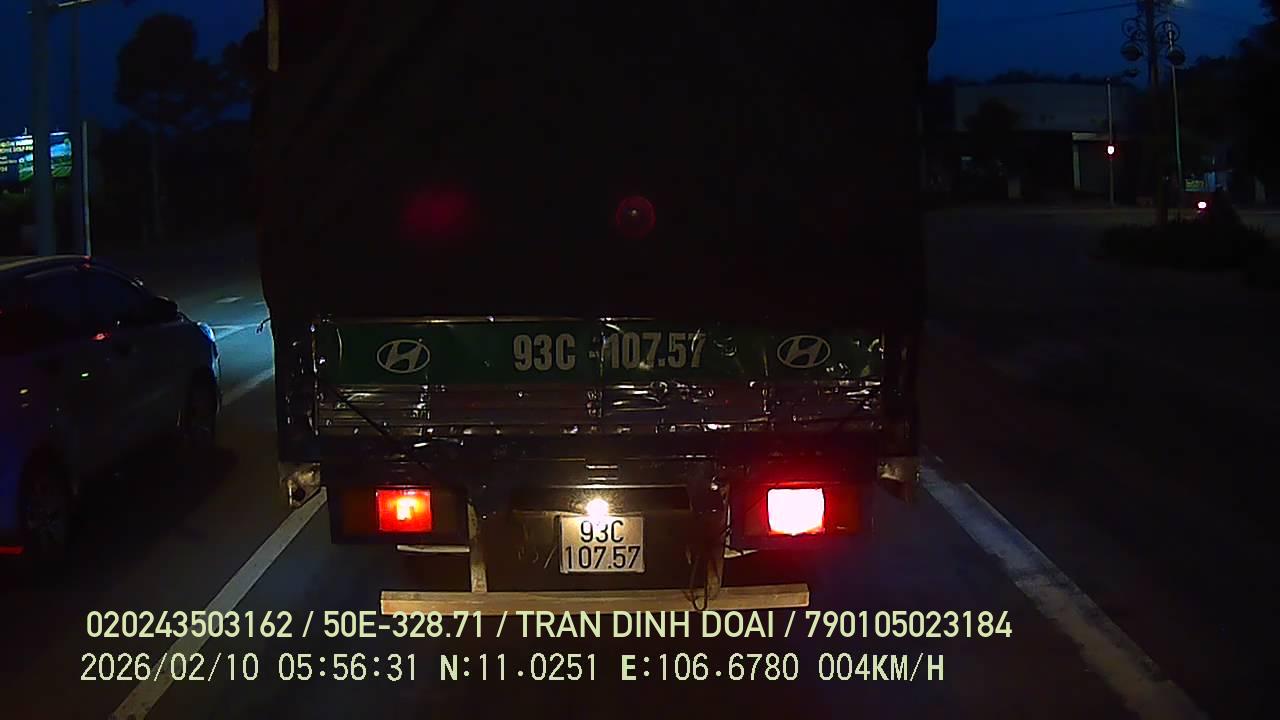 93C - 107.57
93C
107.57
020243503162 / 50E-328.71 / TRAN DINH DOAI / 790105023184
2026/02/10 05:56:31 N:11.0251 E:106.6780 004KM/H